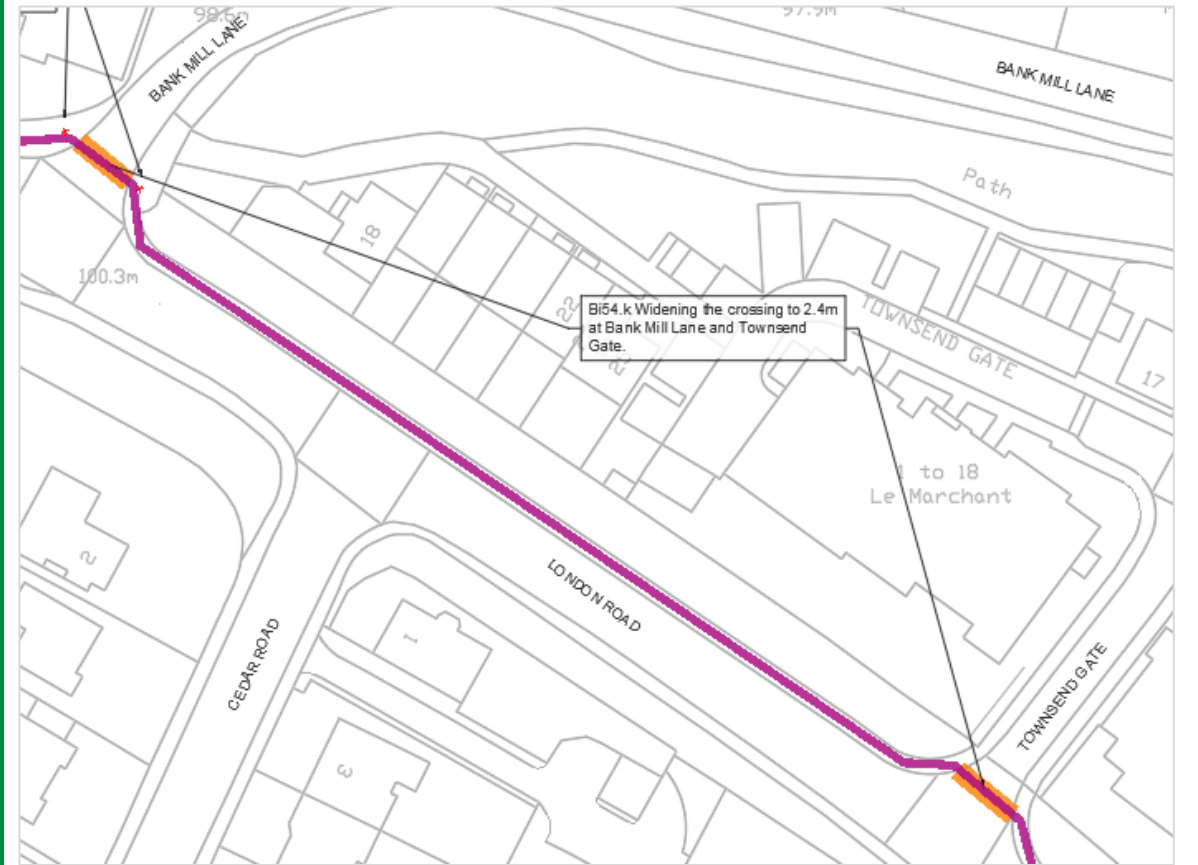 98.6m
97.9m
BANK MILL LANE
BANK MILL LANE
Path
18
100.3m
Bi54.k Widening the crossing to 2.4m
at Bank Mill Lane and Townsend
Gate.
TOWNSEND GATE
17
1 to 18
Le Marchant
2
LONDON ROAD
1
CEDAR ROAD
TOWNSEND GATE
3